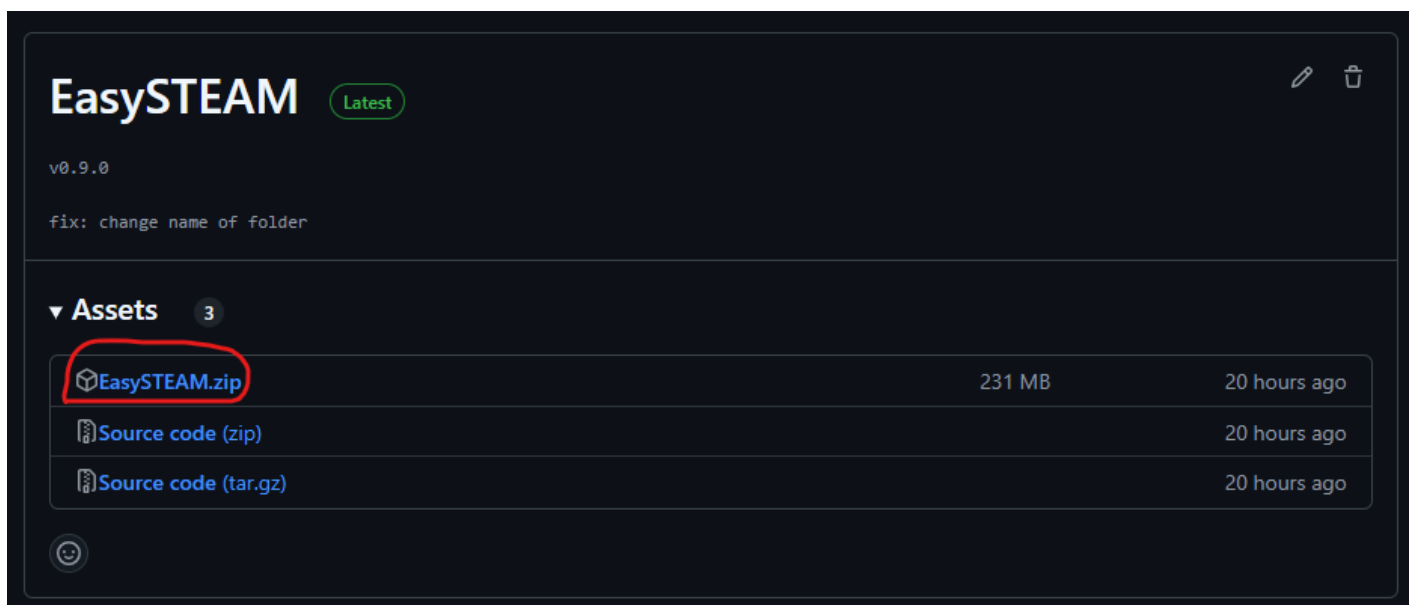 EasySTEAM Latest
v0.9.0
fix: change name of folder
Assets 3
EasySTEAM.zip 231 MB 20 hours ago
Source code (zip) 20 hours ago
Source code (tar.gz) 20 hours ago